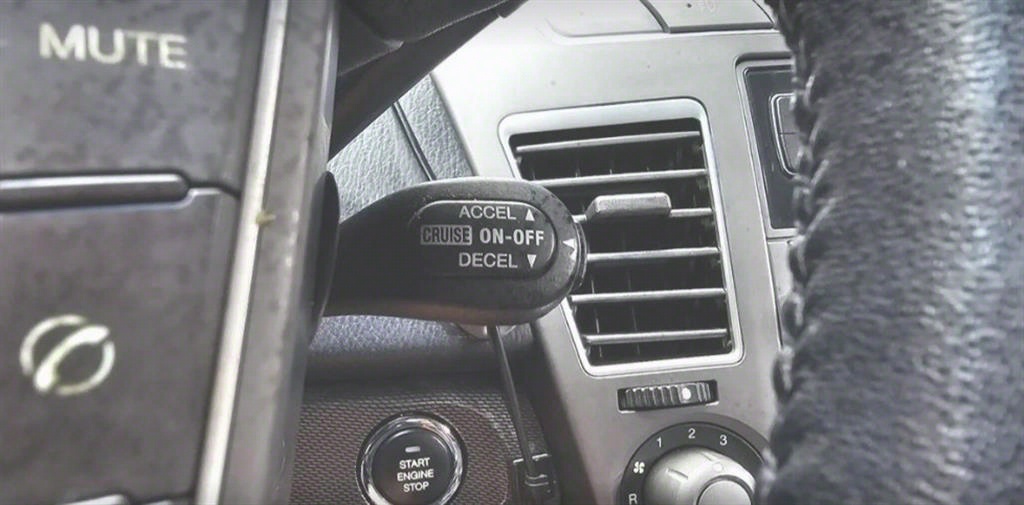 MUTE
ACCEL ▲
CRUISE ON-OFF
DECEL ▼
START
ENGINE
STOP
1 2 3
R